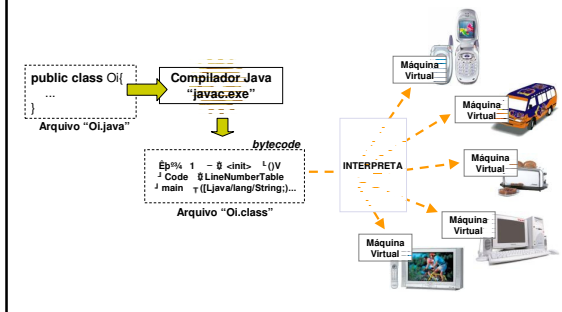 public class Oi{
...
}
Arquivo "Oi.java"
Compilador Java
"javac.exe"
bytecode
Êþº¾ 1 – ⇕ <init> └()V
┘Code ⇕LineNumberTable
┘main ┬([Ljava/lang/String;)...
Arquivo "Oi.class"
INTERPRETA
Máquina
Virtual
Máquina
Virtual
Máquina
Virtual
Máquina
Virtual
Máquina
Virtual